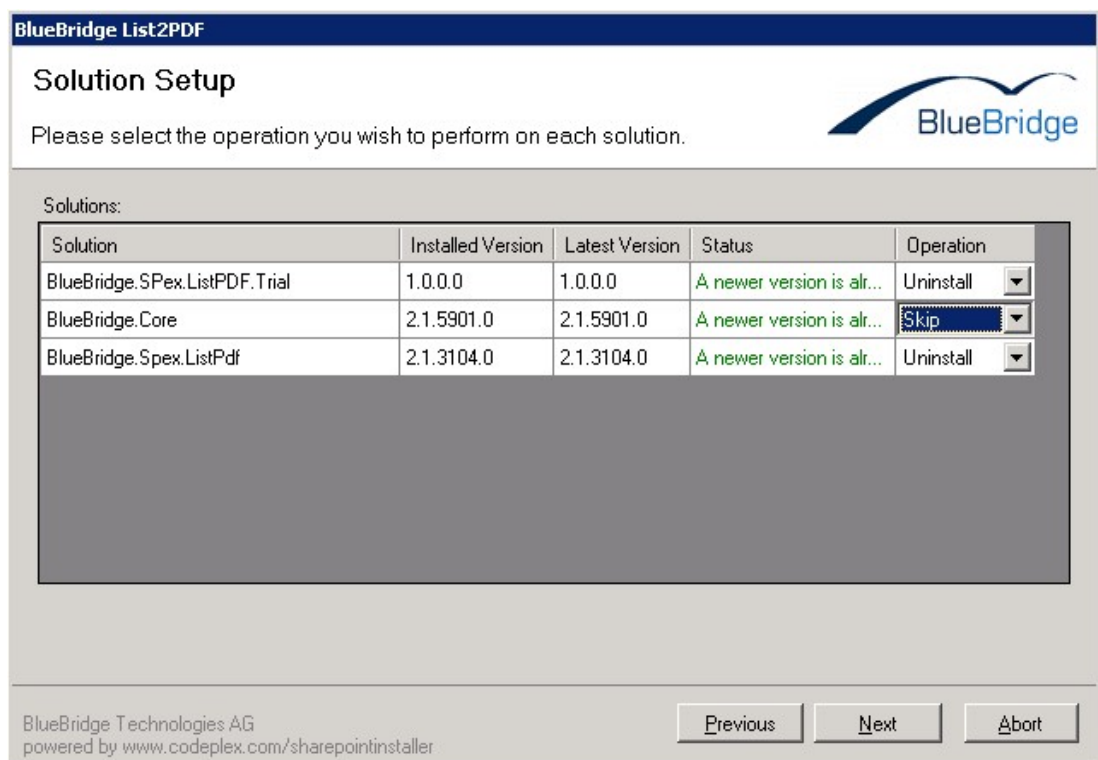 BlueBridge List2PDF
Solution Setup
Please select the operation you wish to perform on each solution.
BlueBridge
Solutions:
Solution Installed Version Latest Version Status Operation
BlueBridge.SPex.ListPDF.Trial 1.0.0.0 1.0.0.0 A newer version is alr... Uninstall
BlueBridge.Core 2.1.5901.0 2.1.5901.0 A newer version is alr... Skip
BlueBridge.Spex.ListPdf 2.1.3104.0 2.1.3104.0 A newer version is alr... Uninstall
BlueBridge Technologies AG
powered by www.codeplex.com/sharepointinstaller
Previous Next Abort